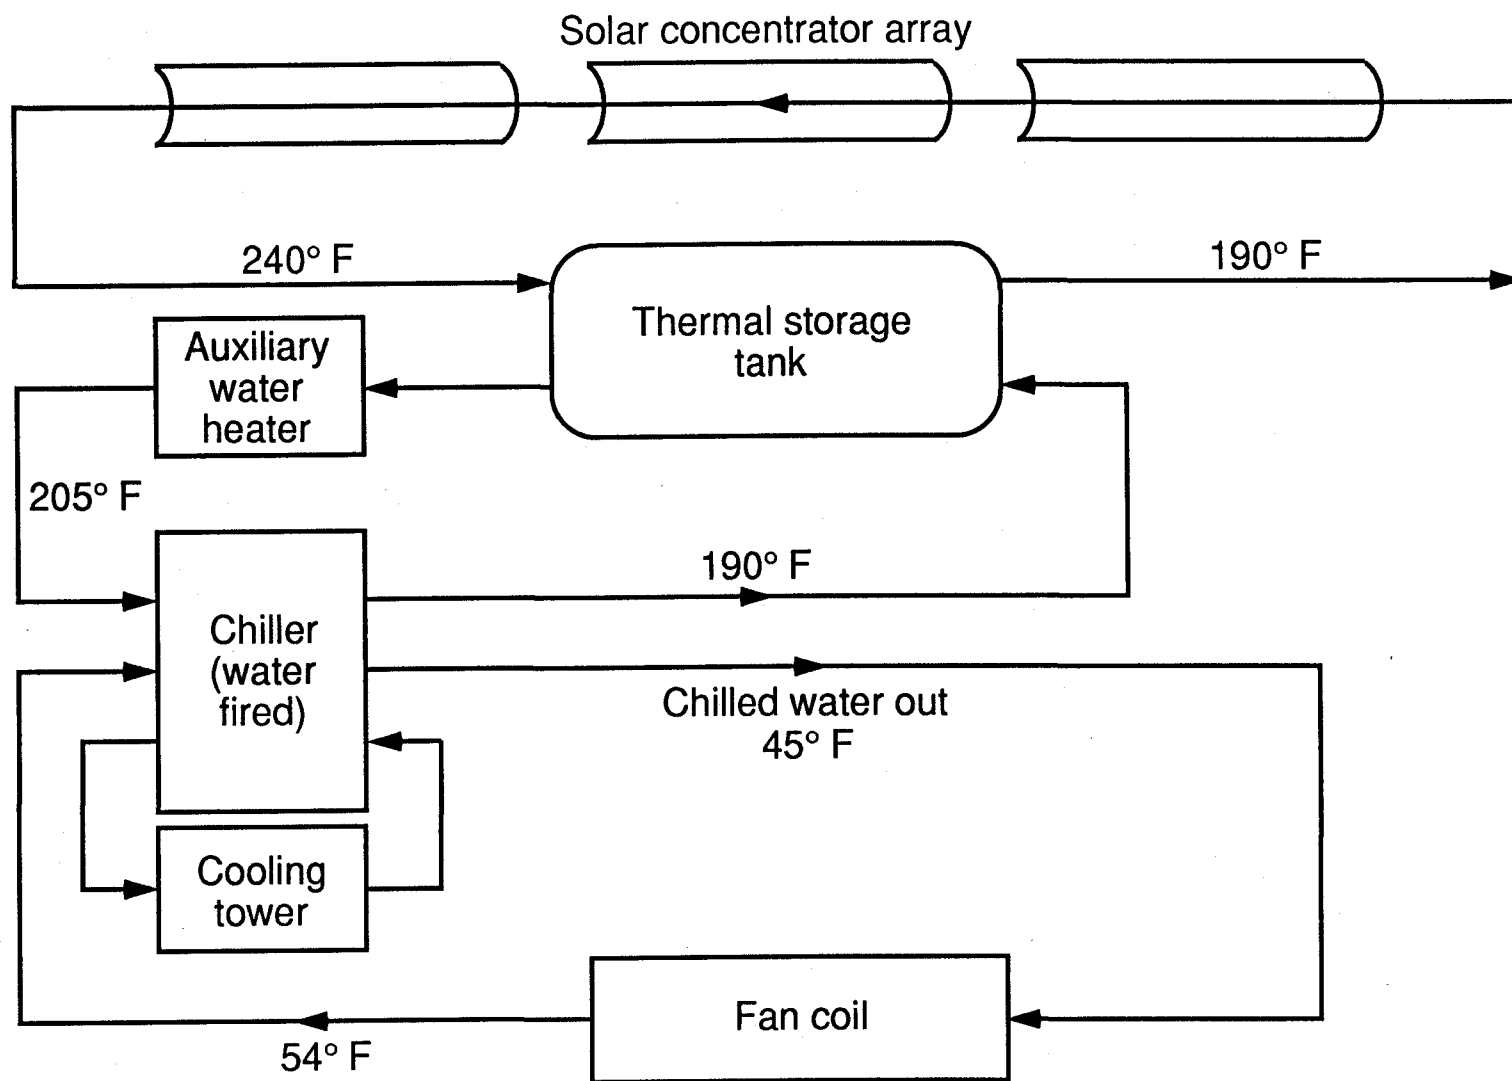 Solar concentrator array
240° F
190° F
Thermal storage
tank
Auxiliary
water
heater
205° F
190° F
Chiller
(water
fired)
Chilled water out
45° F
Cooling
tower
Fan coil
54° F